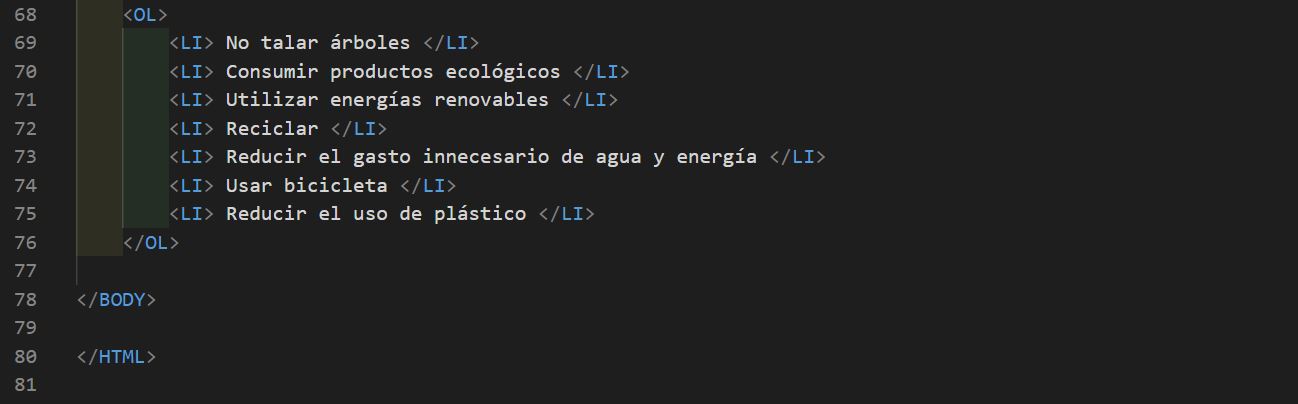 68 <OL>
69 <LI> No talar árboles </LI>
70 <LI> Consumir productos ecológicos </LI>
71 <LI> Utilizar energías renovables </LI>
72 <LI> Reciclar </LI>
73 <LI> Reducir el gasto innecesario de agua y energía </LI>
74 <LI> Usar bicicleta </LI>
75 <LI> Reducir el uso de plástico </LI>
76 </OL>
77
78 </BODY>
79
80 </HTML>
81